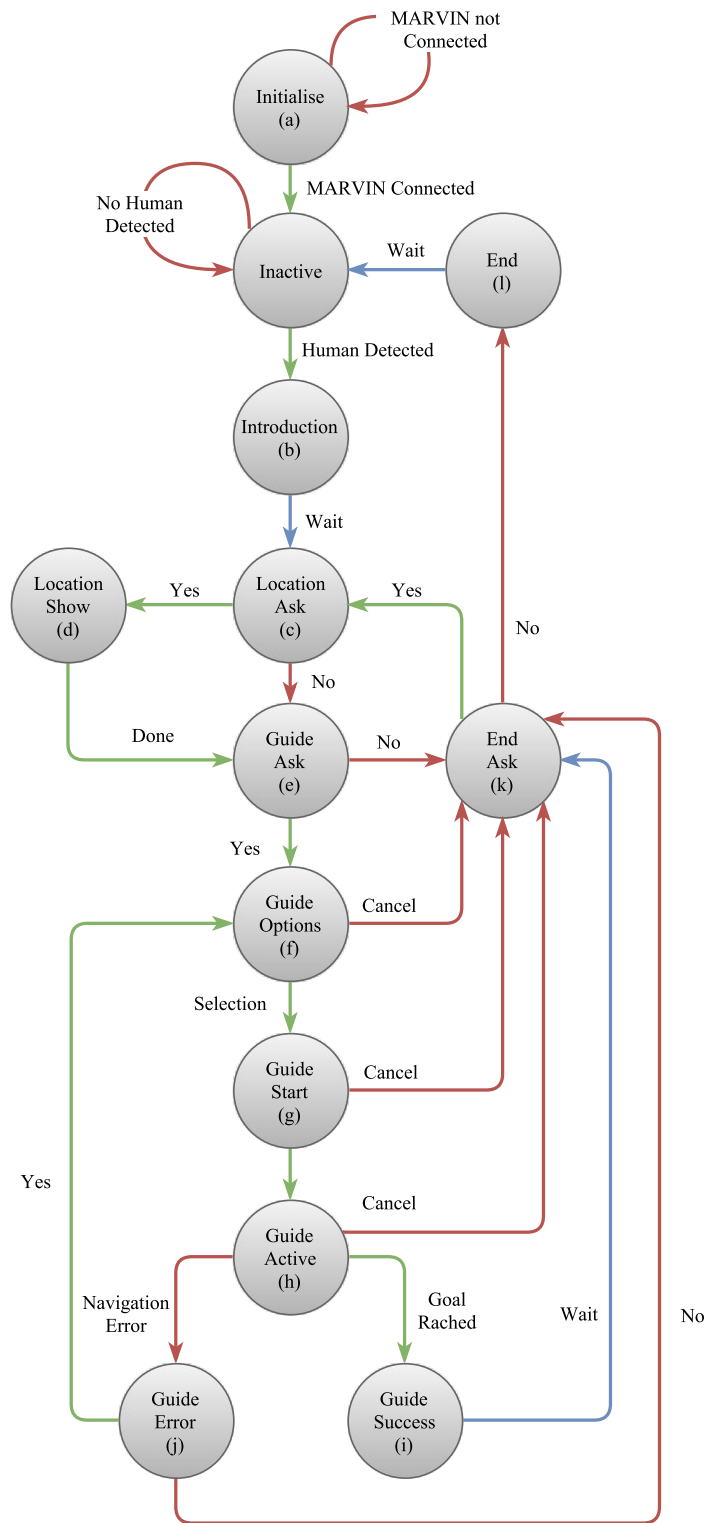 MARVIN not
Connected
Initialise
(a)
MARVIN Connected
No Human
Detected
Inactive
Wait
End
(l)
Human Detected
Introduction
(b)
Wait
Location
Show
(d)
Yes
Location
Ask
(c)
Yes
No
No
Done
Guide
Ask
(e)
No
End
Ask
(k)
Yes
Guide
Options
(f)
Cancel
Selection
Guide
Start
(g)
Cancel
Yes
Cancel
Guide
Active
(h)
Navigation
Error
Goal
Rached
Wait
No
Guide
Error
(j)
Guide
Success
(i)